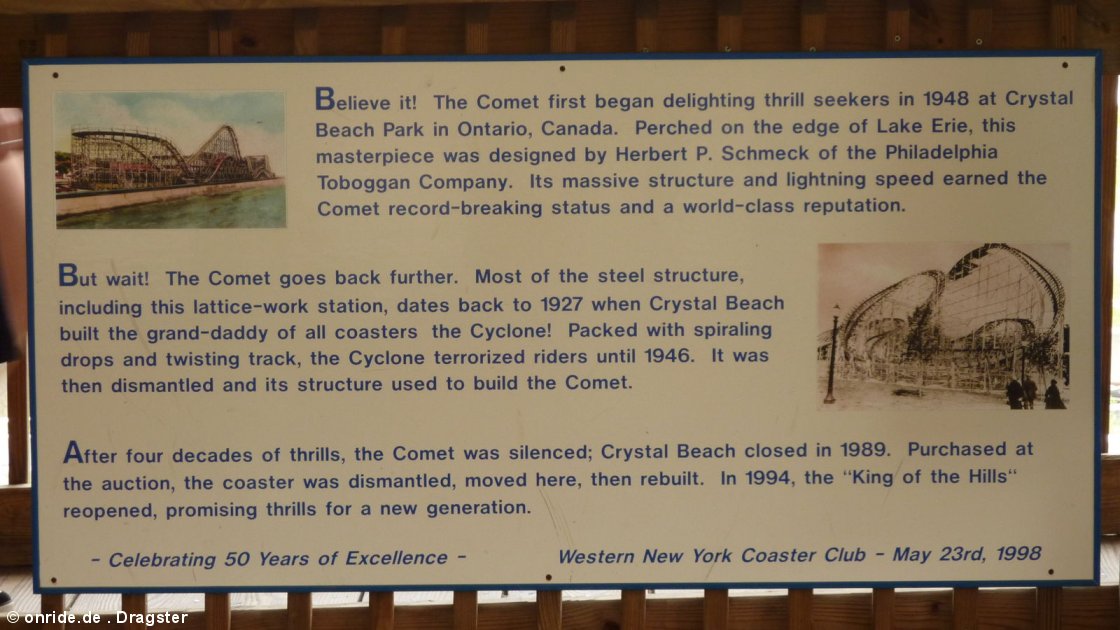 Believe it! The Comet first began delighting thrill seekers in 1948 at Crystal
Beach Park in Ontario, Canada. Perched on the edge of Lake Erie, this
masterpiece was designed by Herbert P. Schmeck of the Philadelphia
Toboggan Company. Its massive structure and lightning speed earned the
Comet record-breaking status and a world-class reputation.
But wait! The Comet goes back further. Most of the steel structure,
including this lattice-work station, dates back to 1927 when Crystal Beach
built the grand-daddy of all coasters the Cyclone! Packed with spiraling
drops and twisting track, the Cyclone terrorized riders until 1946. It was
then dismantled and its structure used to build the Comet.
After four decades of thrills, the Comet was silenced; Crystal Beach closed in 1989. Purchased at
the auction, the coaster was dismantled, moved here, then rebuilt. In 1994, the "King of the Hills"
reopened, promising thrills for a new generation.
- Celebrating 50 Years of Excellence - Western New York Coaster Club - May 23rd, 1998
© onride.de . Dragster